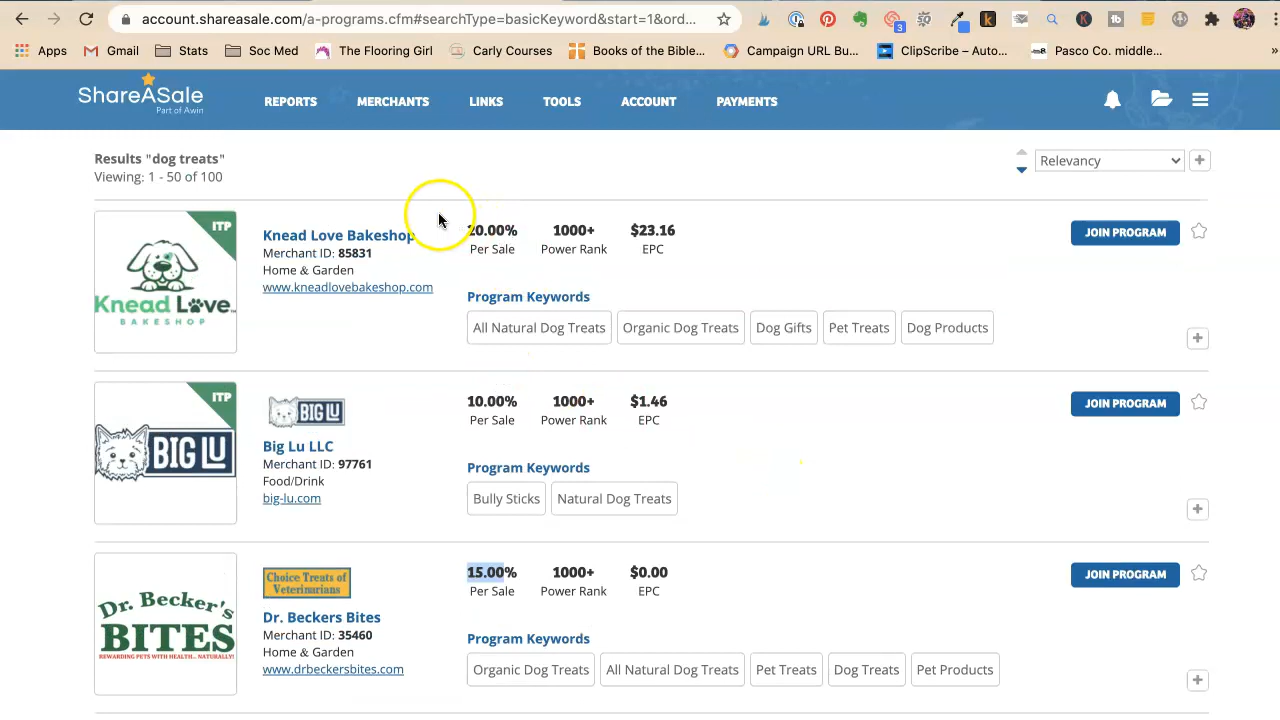 account.shareasale.com/a-programs.cfm#searchType=basicKeyword&start=1&ord...
3
Apps
Gmail
Stats
Soc Med
The Flooring Girl
Carly Courses
Books of the Bible...
Campaign URL Bu...
ClipScribe – Auto...
Pasco Co. middle...
ShareASale
Part of Awin
REPORTS
MERCHANTS
LINKS
TOOLS
ACCOUNT
PAYMENTS
Results "dog treats"
Viewing: 1 - 50 of 100
Relevancy
ITP
Knead Love
BAKESHOP
Knead Love Bakeshop
Merchant ID: 85831
Home & Garden
www.kneadlovebakeshop.com
20.00%
Per Sale
1000+
Power Rank
$23.16
EPC
JOIN PROGRAM
Program Keywords
All Natural Dog Treats
Organic Dog Treats
Dog Gifts
Pet Treats
Dog Products
ITP
BIG LU
BIG LU
Big Lu LLC
Merchant ID: 97761
Food/Drink
big-lu.com
10.00%
Per Sale
1000+
Power Rank
$1.46
EPC
JOIN PROGRAM
Program Keywords
Bully Sticks
Natural Dog Treats
Dr. Becker's
BITES
REWARDING PETS WITH HEALTH... NATURALLY!
Choice Treats of
Veterinarians
Dr. Beckers Bites
Merchant ID: 35460
Home & Garden
www.drbeckersbites.com
15.00%
Per Sale
1000+
Power Rank
$0.00
EPC
JOIN PROGRAM
Program Keywords
Organic Dog Treats
All Natural Dog Treats
Pet Treats
Dog Treats
Pet Products